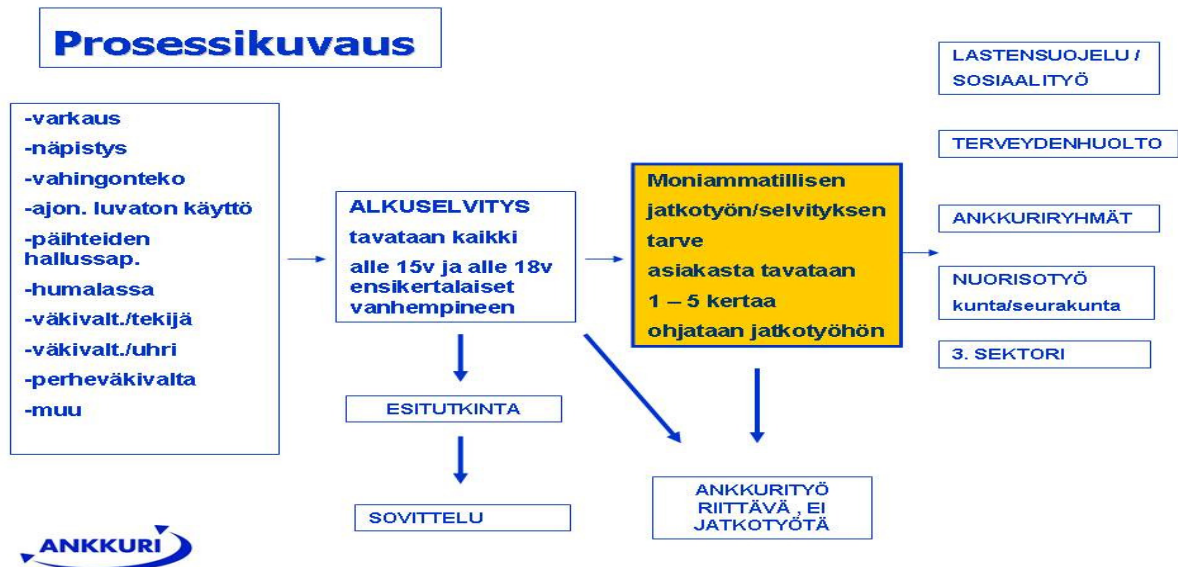 Prosessikuvaus
-varkaus
-näpistys
-vahingonteko
-ajon. luvaton käyttö
-päihteiden
hallussap.
-humalassa
-väkivalt./tekijä
-väkivalt./uhri
-perheväkivalta
-muu
ALKUSELVITYS
tavataan kaikki
alle 15v ja alle 18v
ensikertalaiset
vanhempineen
ESITUTKINTA
SOVITTELU
Moniammatillisen
jatkotyön/selvityksen
tarve
asiakasta tavataan
1 – 5 kertaa
ohjataan jatkotyöhön
ANKKURITYÖ
RIITTÄVÄ , EI
JATKOTYÖTÄ
LASTENSUOJELU /
SOSIAALITYÖ
TERVEYDENHUOLTO
ANKKURIRYHMÄT
NUORISOTYÖ
kunta/seurakunta
3. SEKTORI
ANKKURI